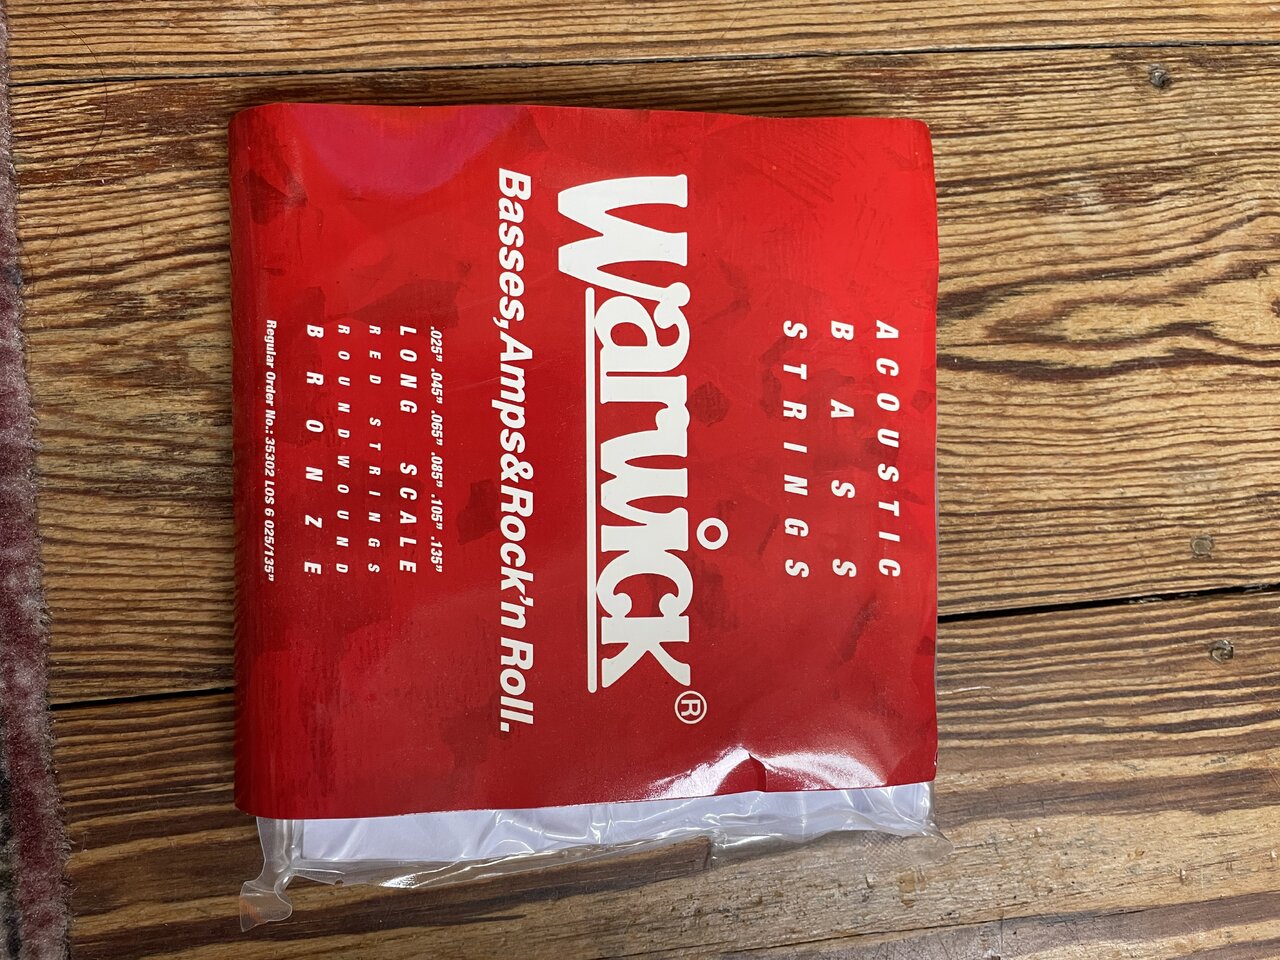 ACOUSTIC
BASS
STRINGS
Warwick®
Basses,Amps&Rock'n Roll.
.025" .045" .065" .085" .105" .135"
LONG SCALE
RED STRINGS
ROUNDWOUND
BRONZE
Regular Order No.: 35302 LOS 6 025/135"